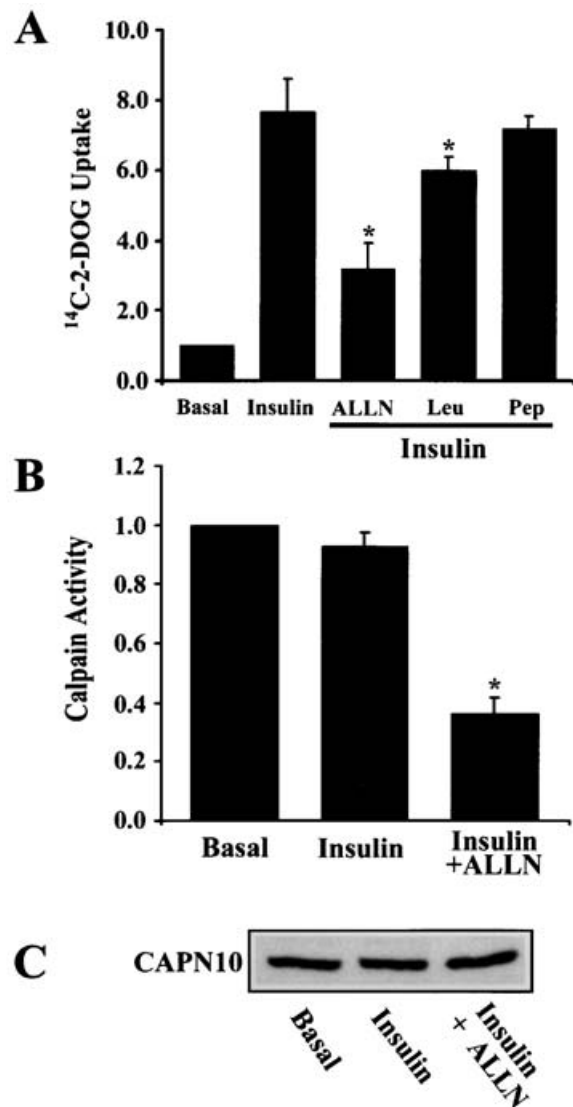 A
¹⁴C-2-DOG Uptake
8.0
6.0
4.0
2.0
0.0
*
*
Basal Insulin ALLN Leu Pep
Insulin
B
Calpain Activity
1.2
1.0
0.8
0.6
0.4
0.2
0.0
*
Basal Insulin Insulin
+ALLN
C
CAPN10
Basal
Insulin
Insulin
+ ALLN